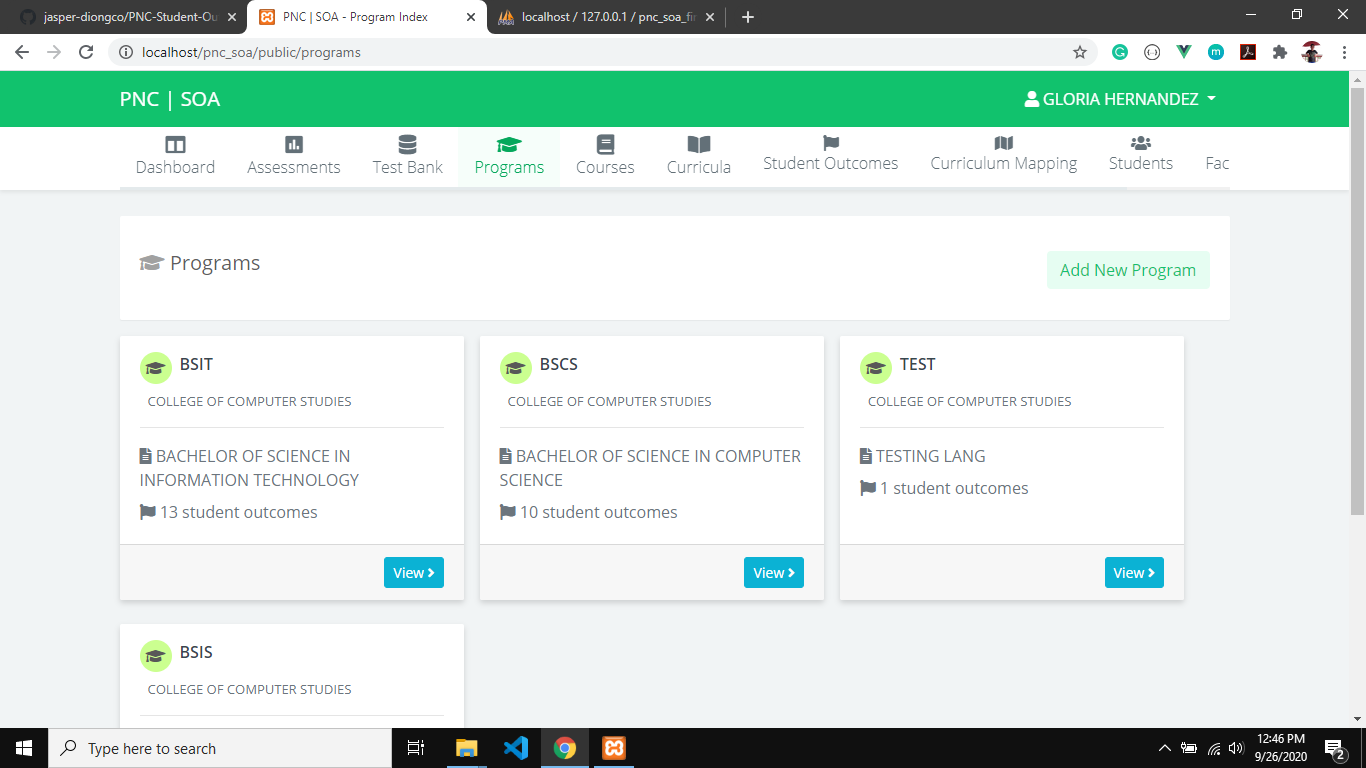 jasper-diongco/PNC-Student-Ou
PNC | SOA - Program Index
localhost / 127.0.0.1 / pnc_soa_fir
localhost/pnc_soa/public/programs
PNC | SOA
GLORIA HERNANDEZ
Dashboard
Assessments
Test Bank
Programs
Courses
Curricula
Student Outcomes
Curriculum Mapping
Students
Fac
Programs
Add New Program
BSIT
COLLEGE OF COMPUTER STUDIES
BACHELOR OF SCIENCE IN
INFORMATION TECHNOLOGY
13 student outcomes
View
BSCS
COLLEGE OF COMPUTER STUDIES
BACHELOR OF SCIENCE IN COMPUTER
SCIENCE
10 student outcomes
View
TEST
COLLEGE OF COMPUTER STUDIES
TESTING LANG
1 student outcomes
View
BSIS
COLLEGE OF COMPUTER STUDIES
Type here to search
12:46 PM
9/26/2020
2